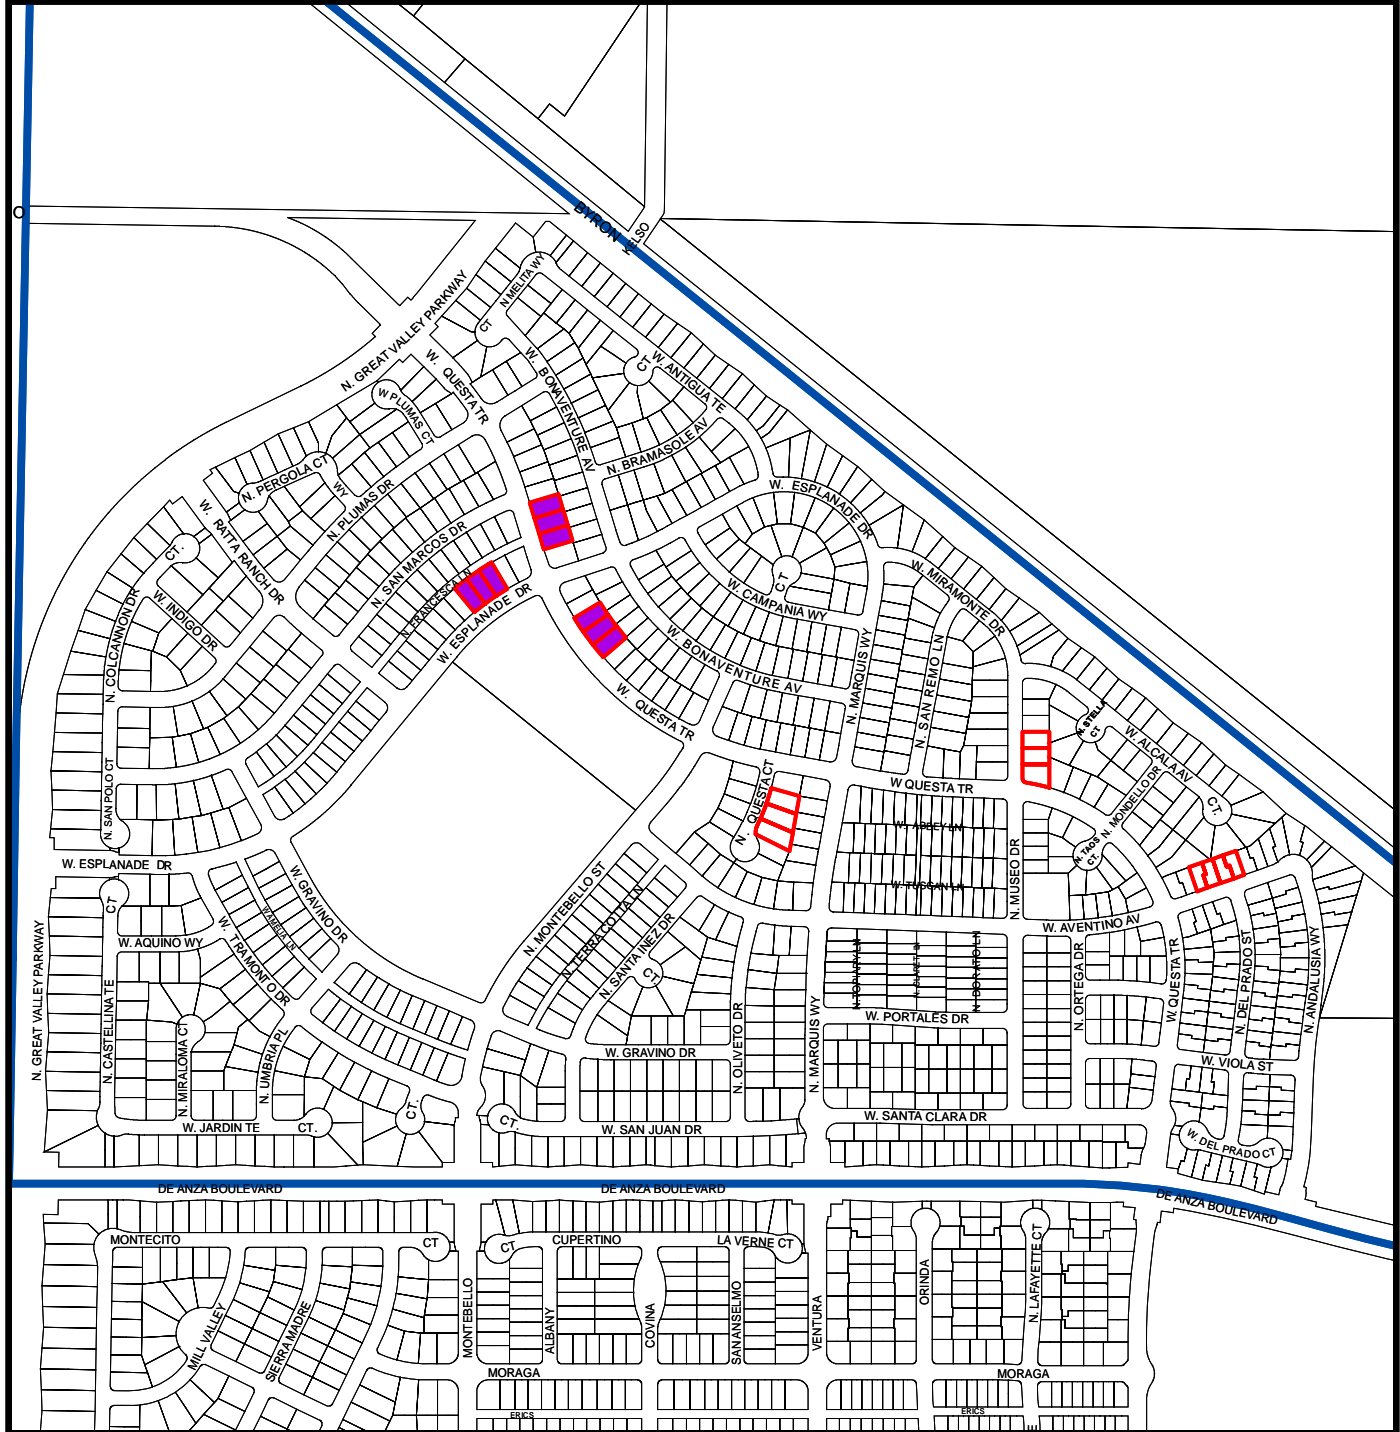 O
BYRON
KELSO
N MELITA WY
CT
N. GREAT VALLEY PARKWAY
W. QUESTA TR
W. BONAVENTURE AV
CT
W. ANTIGUA TE
W PLUMAS CT
N. BRAMASOLE AV
N. PERGOLA CT
WY
N. PLUMAS DR
W. ESPLANADE DR
W. RATTA RANCH DR
CT.
N. SAN MARCOS DR
N. FRANCESCA LN
W. ESPLANADE DR
W. INDIGO DR
N. COLCANNON DR
CT
W. CAMPANIA WY
W. MIRAMONTE DR
W. BONAVENTURE AV
N. MARQUIS WY
N. SAN REMO LN
W. QUESTA TR
N. STELLA
CT
W. ALCALA AV
N. SAN POLO CT
N. QUESTA CT
W QUESTA TR
N. MONDELLO DR
CT.
W. ABBEY LN
N. TAOS
CT.
W. ESPLANADE DR
W. GRAVINO DR
N. MONTEBELLO ST
W. TUSCAN LN
N. MUSEO DR
CT
W. AMELIA LN
N. TERRACOTTA LN
W. AVENTINO AV
W. AQUINO WY
W. TRAMONTO DR
N. SANTA INEZ DR
CT.
N. GREAT VALLEY PARKWAY
N. CASTELLINA TE
N. MIRALOMA CT
N. UMBRIA PL
N. OLIVETO DR
N. MARQUIS WY
N. ORTEGA DR
W. QUESTA TR
N. DEL PRADO ST
N. ANDALUSIA WY
W. PORTALES DR
W. GRAVINO DR
W. VIOLA ST
CT.
CT.
W. SANTA CLARA DR
W. JARDIN TE
CT.
W. SAN JUAN DR
W. DEL PRADO CT
DE ANZA BOULEVARD
DE ANZA BOULEVARD
DE ANZA BOULEVARD
MONTECITO
CT
CT
CUPERTINO
LA VERNE CT
N. LAFAYETTE CT
MILL VALLEY
SIERRA MADRE
MONTEBELLO
ALBANY
COVINA
SAN ANSELMO
VENTURA
ORINDA
MORAGA
MORAGA
ERICS
ERICS